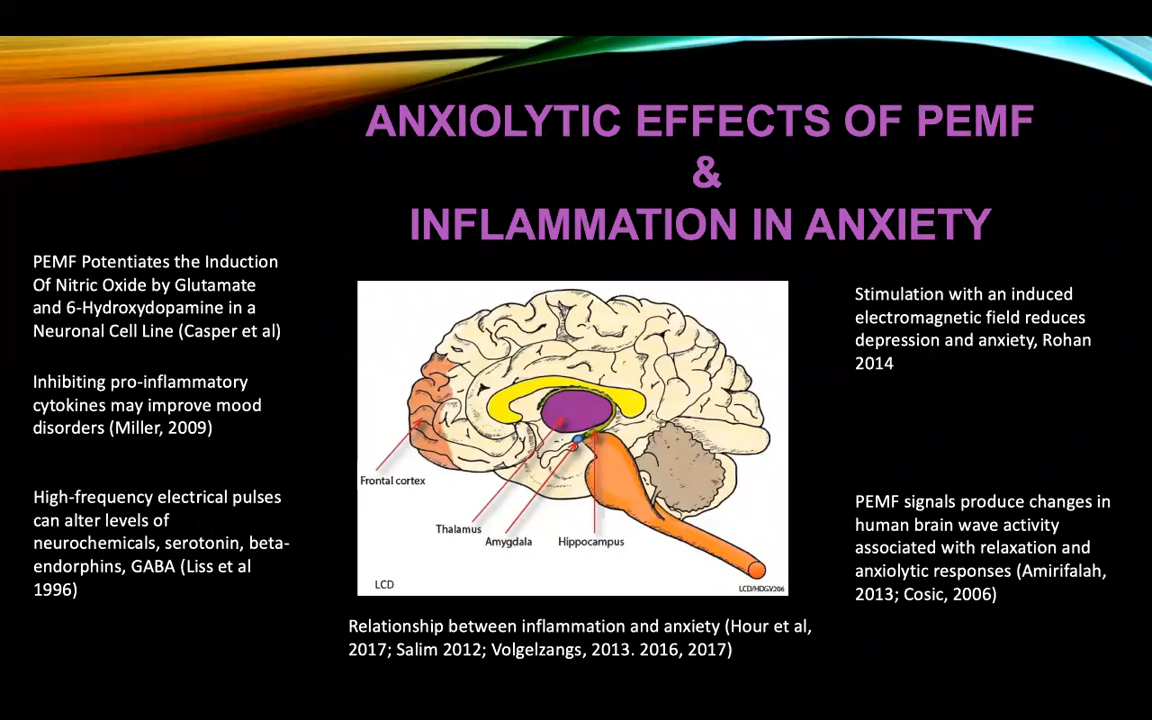 ANXIOLYTIC EFFECTS OF PEMF
&
INFLAMMATION IN ANXIETY
PEMF Potentiates the Induction
Of Nitric Oxide by Glutamate
and 6-Hydroxydopamine in a
Neuronal Cell Line (Casper et al)
Inhibiting pro-inflammatory
cytokines may improve mood
disorders (Miller, 2009)
High-frequency electrical pulses
can alter levels of
neurochemicals, serotonin, beta-
endorphins, GABA (Liss et al
1996)
Frontal cortex
Thalamus
Amygdala
Hippocampus
LCD
LCD/HDGV206
Relationship between inflammation and anxiety (Hour et al,
2017; Salim 2012; Volgelzangs, 2013. 2016, 2017)
Stimulation with an induced
electromagnetic field reduces
depression and anxiety, Rohan
2014
PEMF signals produce changes in
human brain wave activity
associated with relaxation and
anxiolytic responses (Amirifalah,
2013; Cosic, 2006)